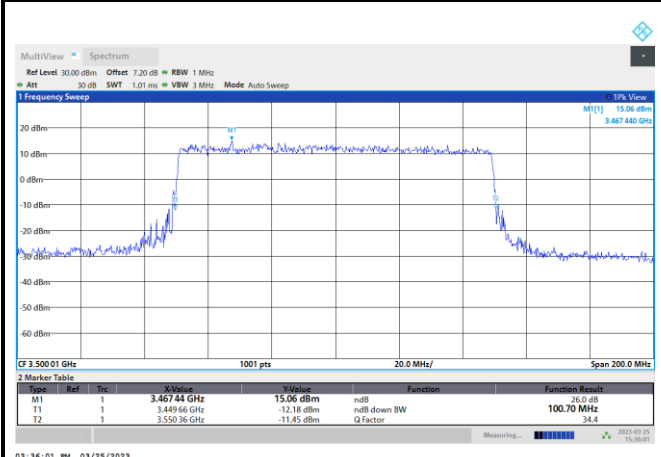 MultiView Spectrum
Ref Level 30.00 dBm Offset 7.20 dB RBW 1 MHz
Att 30 dB SWT 1.01 ms VBW 3 MHz Mode Auto Sweep
1 Frequency Sweep 1Pk View
M1[1] 15.06 dBm
3.467 440 GHz
M1
20 dBm
10 dBm
0 dBm
-10 dBm
T2
-20 dBm
-30 dBm
-40 dBm
-50 dBm
-60 dBm
CF 3.500 01 GHz 1001 pts 20.0 MHz/ Span 200.0 MHz
2 Marker Table
Type Ref Trc X-Value Y-Value Function Function Result
M1 1 3.467 44 GHz 15.06 dBm ndB 26.0 dB
T1 1 3.449 66 GHz -12.18 dBm ndB down BW 100.70 MHz
T2 1 3.550 36 GHz -11.45 dBm Q Factor 34.4
Measuring... 2023-03-25
15:36:01
03:36:01 PM 03/25/2023